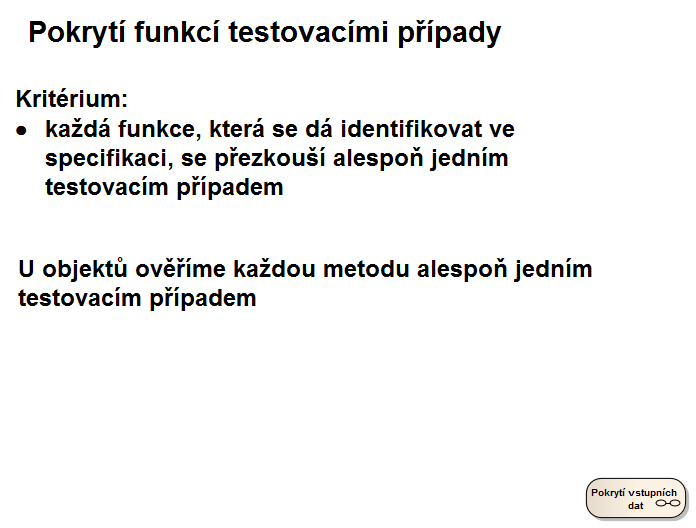 Pokrytí funkcí testovacími případy
Kritérium:
● každá funkce, která se dá identifikovat ve
specifikaci, se přezkouší alespoň jedním
testovacím případem
U objektů ověříme každou metodu alespoň jedním
testovacím případem
Pokrytí vstupních
dat